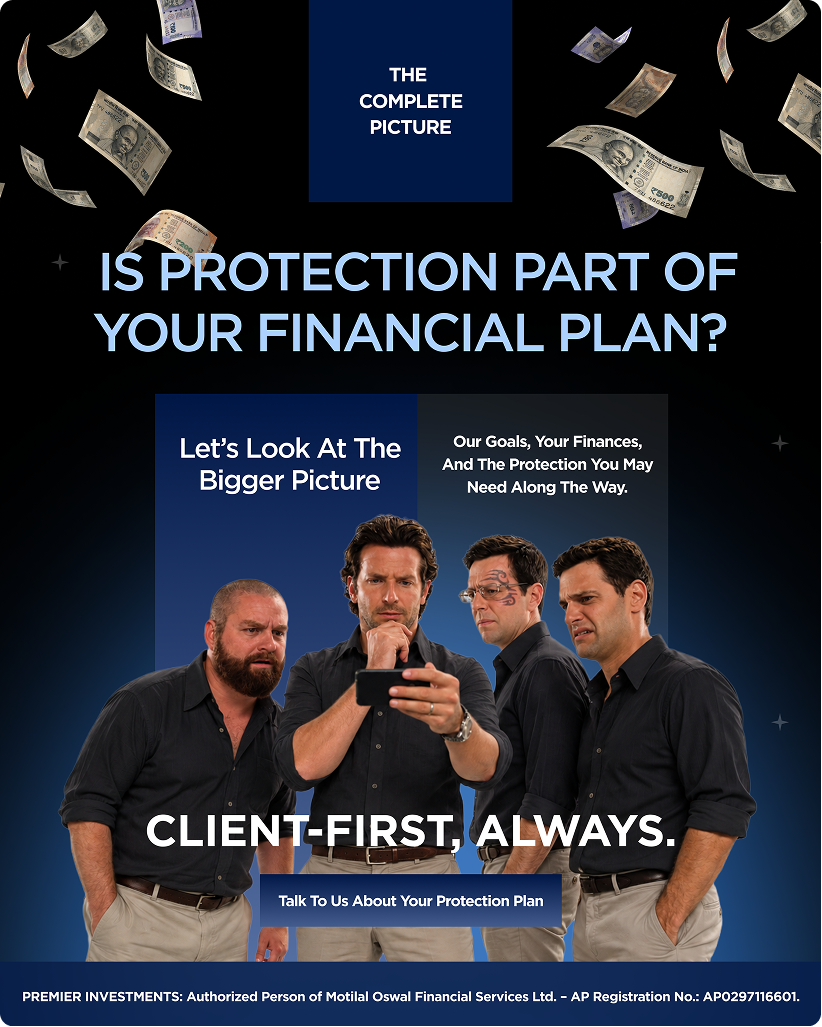 THE
COMPLETE
PICTURE
IS PROTECTION PART OF
YOUR FINANCIAL PLAN?
Let's Look At The
Bigger Picture
Our Goals, Your Finances,
And The Protection You May
Need Along The Way.
CLIENT-FIRST, ALWAYS.
Talk To Us About Your Protection Plan
PREMIER INVESTMENTS: Authorized Person of Motilal Oswal Financial Services Ltd. – AP Registration No.: AP0297116601.